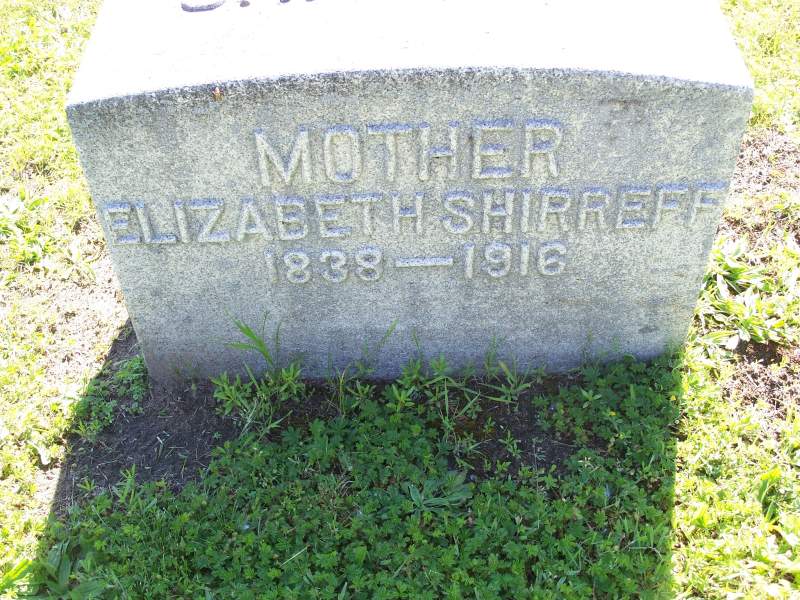 MOTHER
ELIZABETH SHIRREFF
1838 — 1916